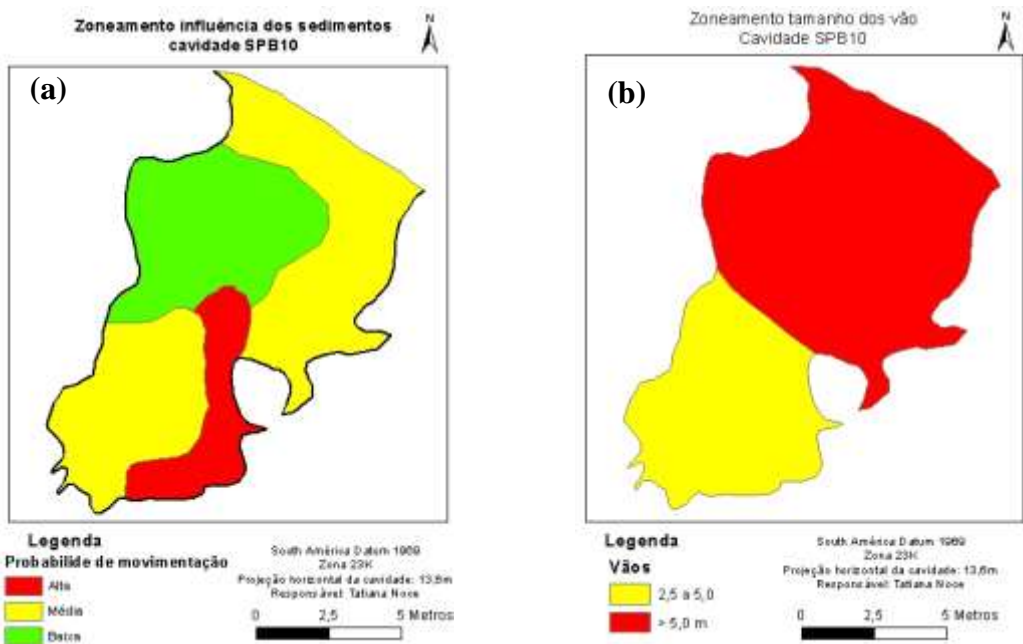 Zoneamento influência dos sedimentos
cavidade SPB10
N
(a)
Legenda
Probabilide de movimentação
Alta
Média
Baixa
South América Datum 1969
Zona 23K
Projeção horizontal da cavidade: 13,6m
Responsável: Tatiana Noce
0 2,5 5 Metros
Zoneamento tamanho dos vão
Cavidade SPB10
N
(b)
Legenda
Vãos
2,5 a 5,0
> 5,0 m
South América Datum 1969
Zona 23K
Projeção horizontal da cavidade: 13,6m
Responsável: Tatiana Noce
0 2,5 5 Metros